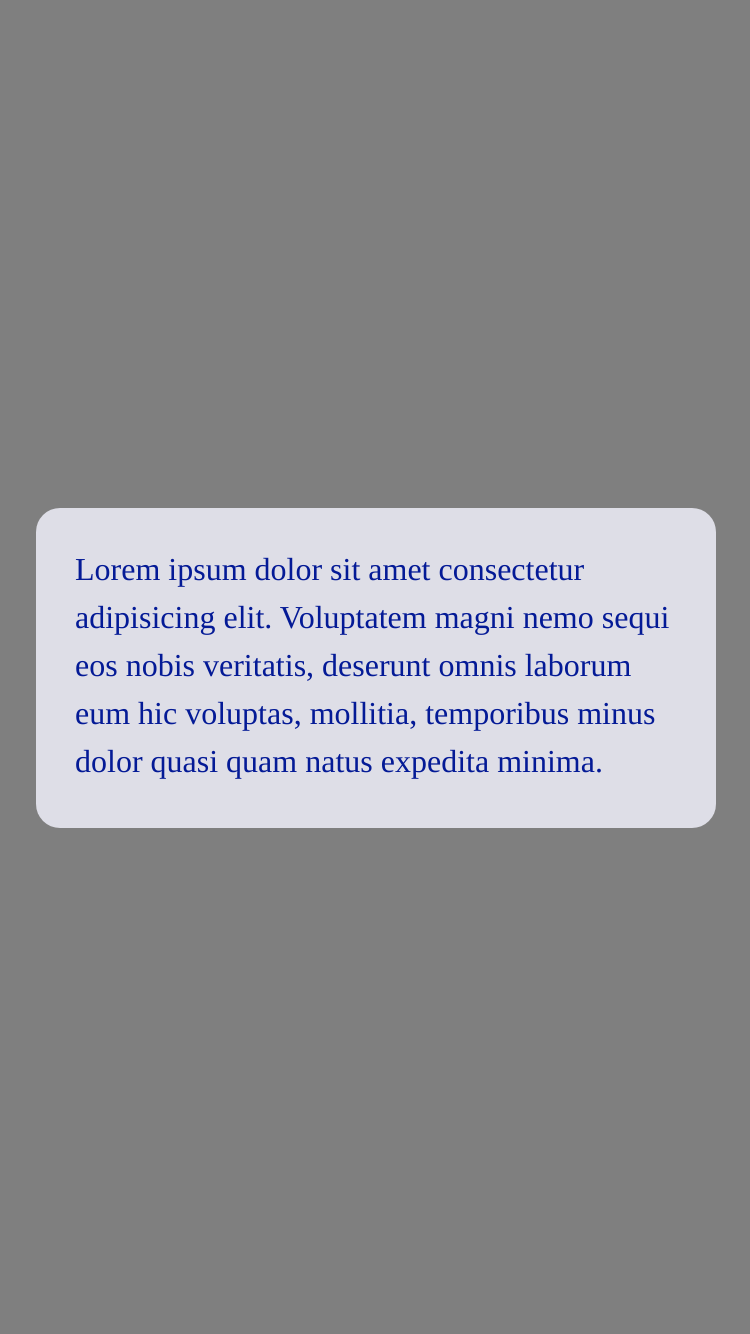 Lorem ipsum dolor sit amet consectetur
adipisicing elit. Voluptatem magni nemo sequi
eos nobis veritatis, deserunt omnis laborum
eum hic voluptas, mollitia, temporibus minus
dolor quasi quam natus expedita minima.